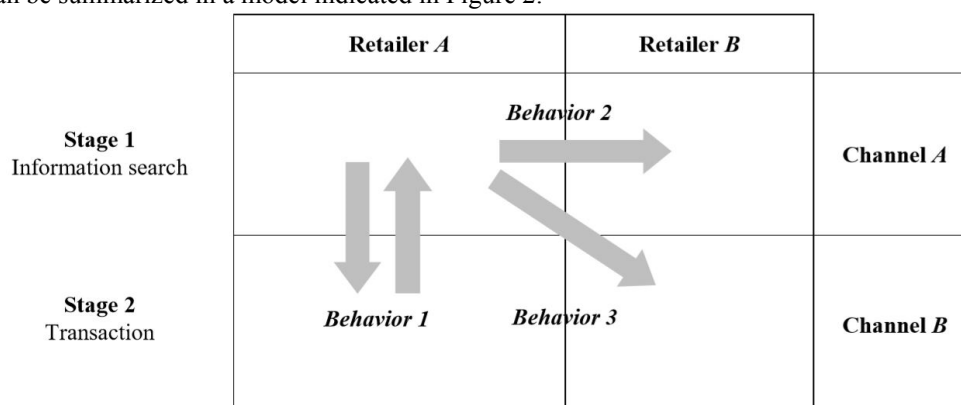 an be summarized in a model indicated in Figure 2.
Retailer A
Retailer B
Behavior 2
Stage 1
Information search
Channel A
Stage 2
Transaction
Behavior 1
Behavior 3
Channel B